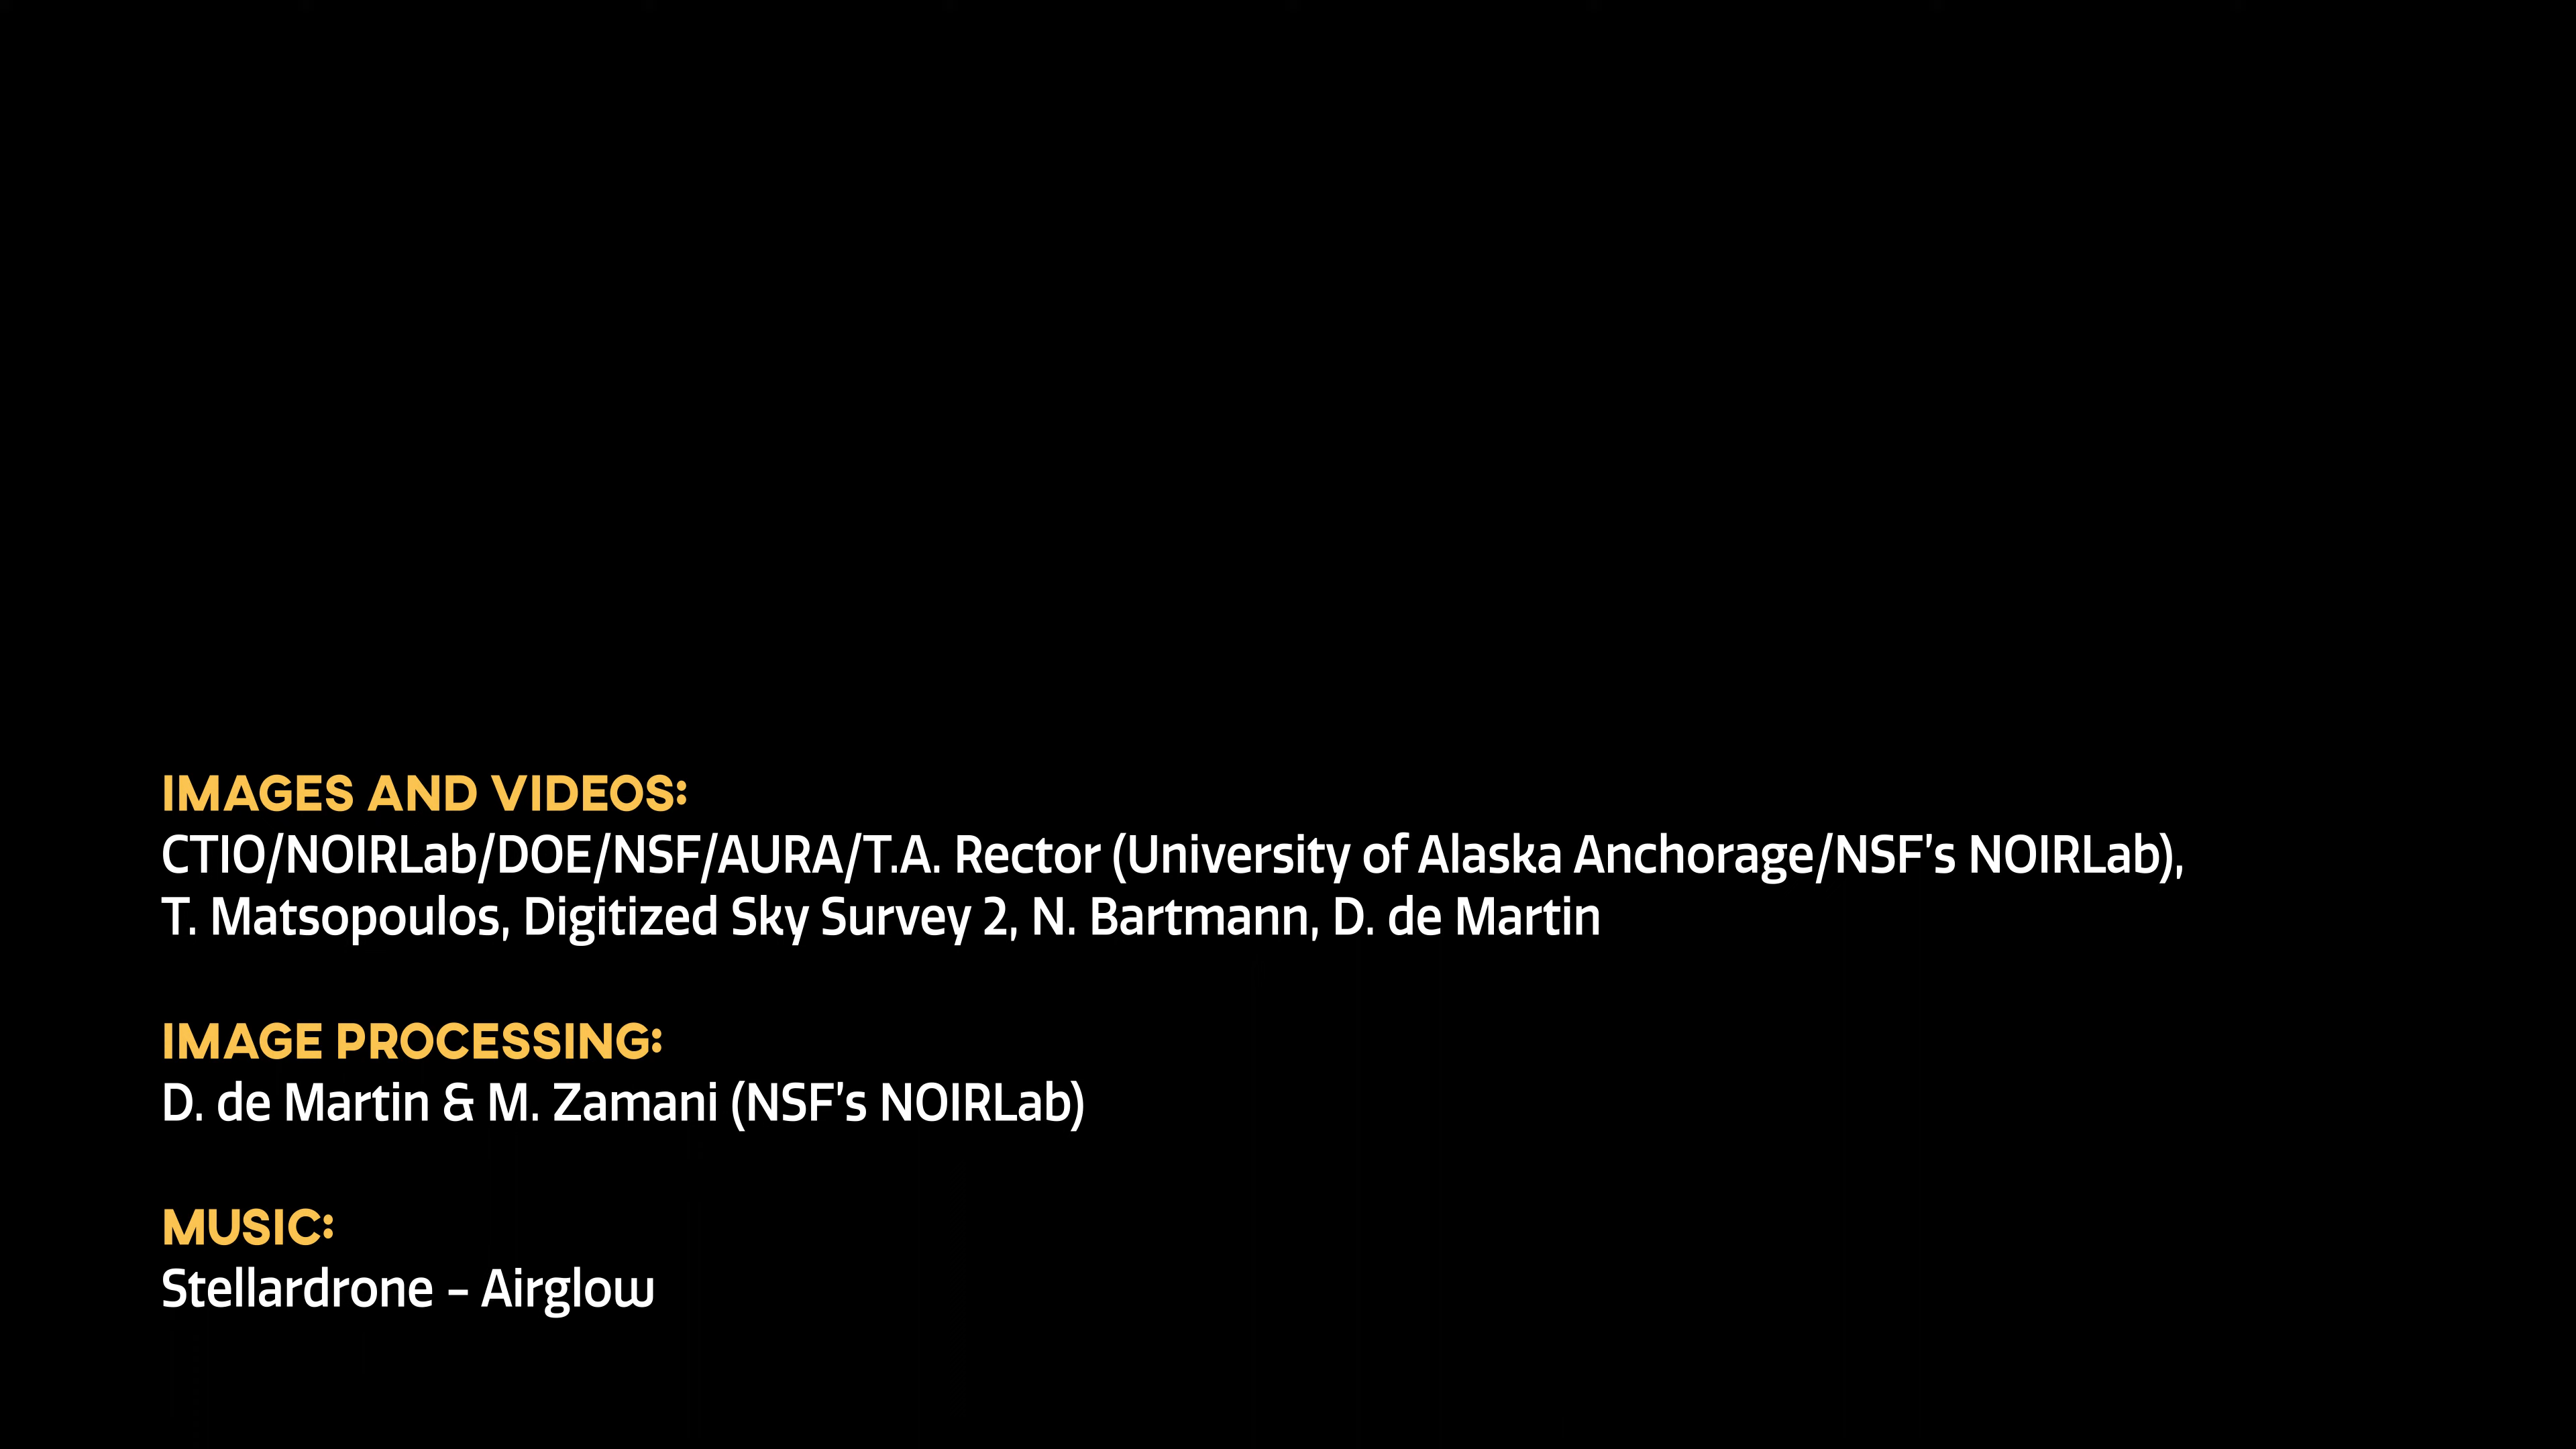 IMAGES AND VIDEOS:
CTIO/NOIRLab/DOE/NSF/AURA/T.A. Rector (University of Alaska Anchorage/NSF’s NOIRLab),
T. Matsopoulos, Digitized Sky Survey 2, N. Bartmann, D. de Martin
IMAGE PROCESSING:
D. de Martin & M. Zamani (NSF’s NOIRLab)
MUSIC:
Stellardrone – Airglow